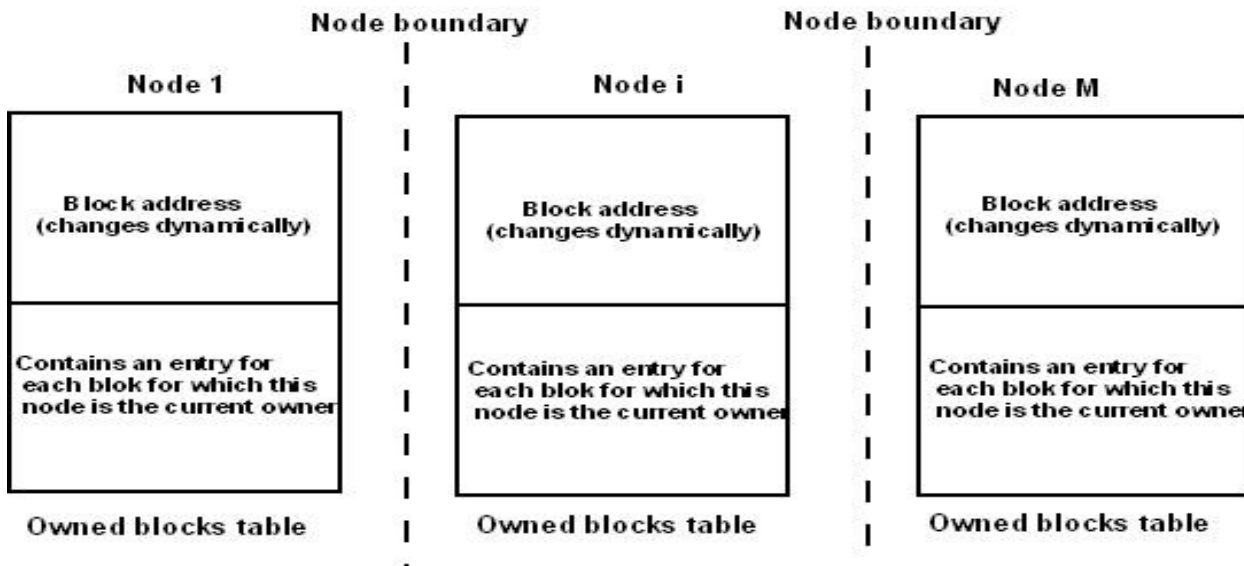 Node boundary
Node boundary
Node 1
Node i
Node M
Block address
(changes dynamically)
Block address
(changes dynamically)
Block address
(changes dynamically)
Contains an entry for
each blok for which this
node is the current owner
Contains an entry for
each blok for which this
node is the current owner
Contains an entry for
each blok for which this
node is the current owner
Owned blocks table
Owned blocks table
Owned blocks table